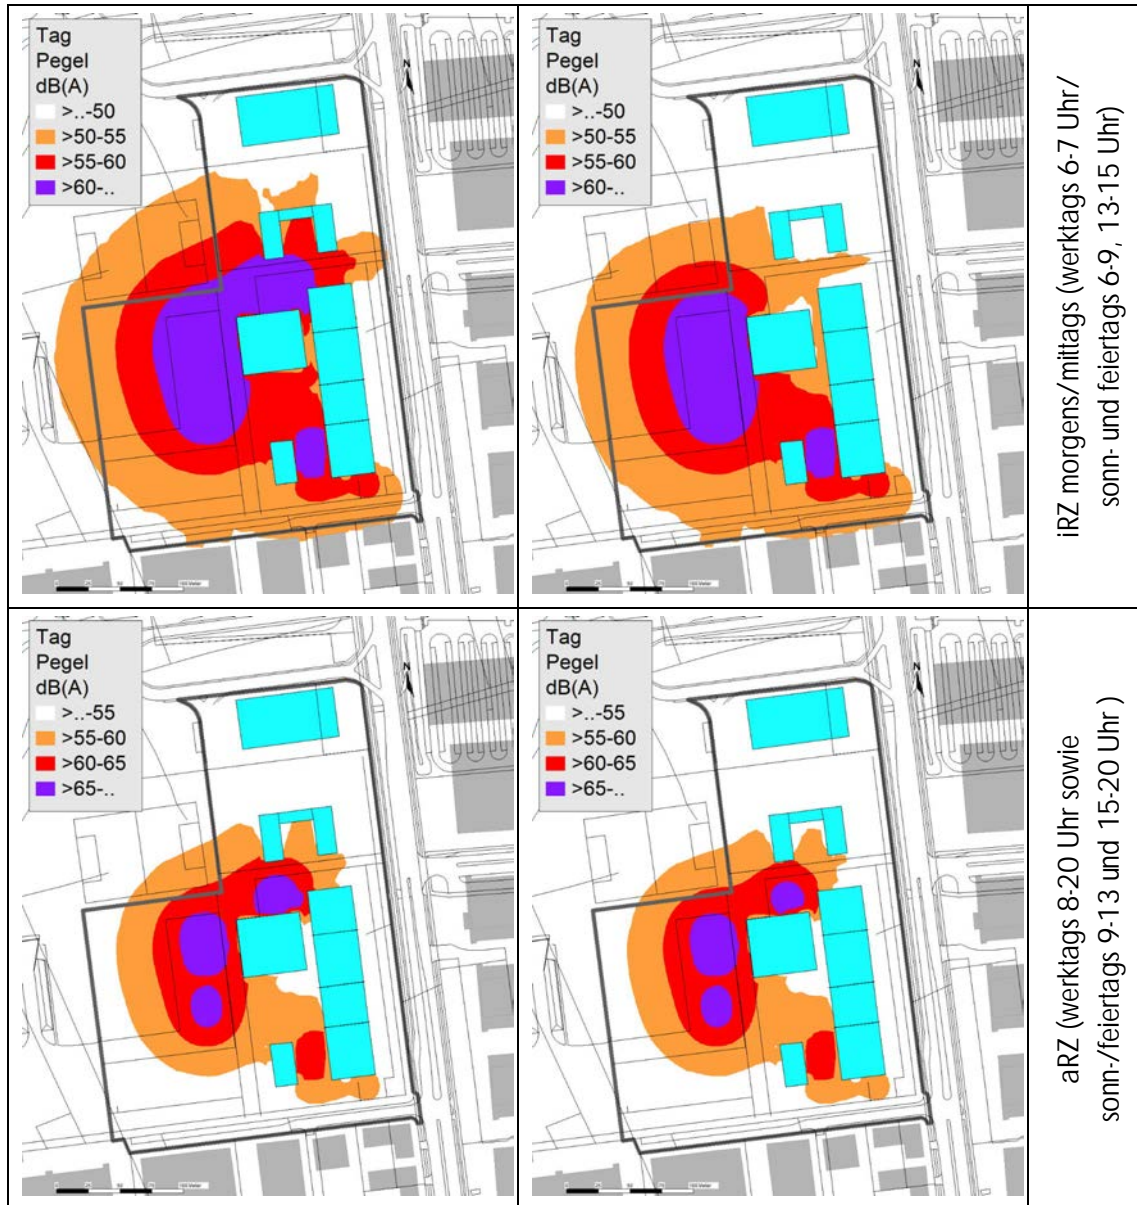 Tag
Pegel
dB(A)
>..-50
>50-55
>55-60
>60-..
N
Tag
Pegel
dB(A)
>..-50
>50-55
>55-60
>60-..
N
iRZ morgens/mittags (werktags 6-7 Uhr/
sonn- und feiertags 6-9, 13-15 Uhr)
Tag
Pegel
dB(A)
>..-55
>55-60
>60-65
>65-..
N
Tag
Pegel
dB(A)
>..-55
>55-60
>60-65
>65-..
N
aRZ (werktags 8-20 Uhr sowie
sonn-/feiertags 9-13 und 15-20 Uhr )